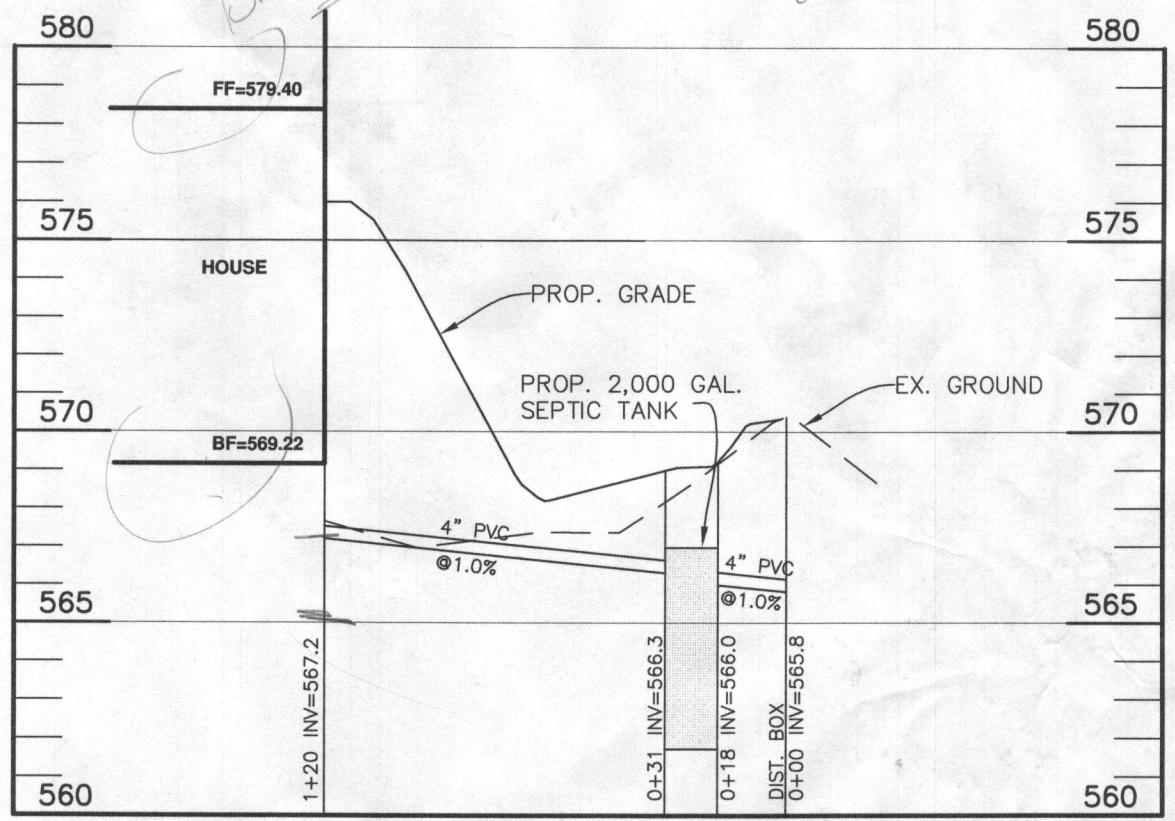 580
580
FF=579.40
575
575
HOUSE
PROP. GRADE
PROP. 2,000 GAL.
SEPTIC TANK
EX. GROUND
570
570
BF=569.22
4" PVC
@1.0%
4" PVC
@1.0%
565
565
1+20 INV=567.2
0+31 INV=566.3
0+18 INV=566.0
DIST. BOX
0+00 INV=565.8
560
560